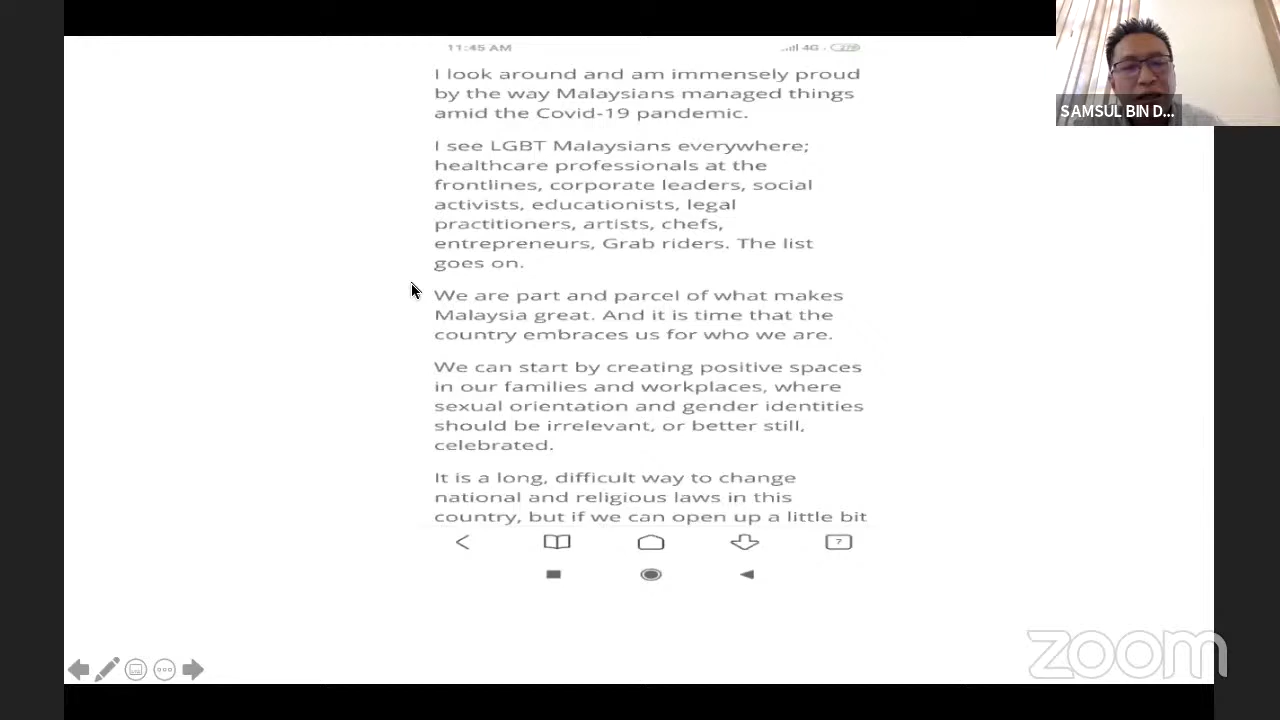 11:45 AM
4G
I look around and am immensely proud
by the way Malaysians managed things
amid the Covid-19 pandemic.
I see LGBT Malaysians everywhere;
healthcare professionals at the
frontlines, corporate leaders, social
activists, educationists, legal
practitioners, artists, chefs,
entrepreneurs, Grab riders. The list
goes on.
We are part and parcel of what makes
Malaysia great. And it is time that the
country embraces us for who we are.
We can start by creating positive spaces
in our families and workplaces, where
sexual orientation and gender identities
should be irrelevant, or better still,
celebrated.
It is a long, difficult way to change
national and religious laws in this
country, but if we can open up a little bit
7
SAMSUL BIN D...
zoom